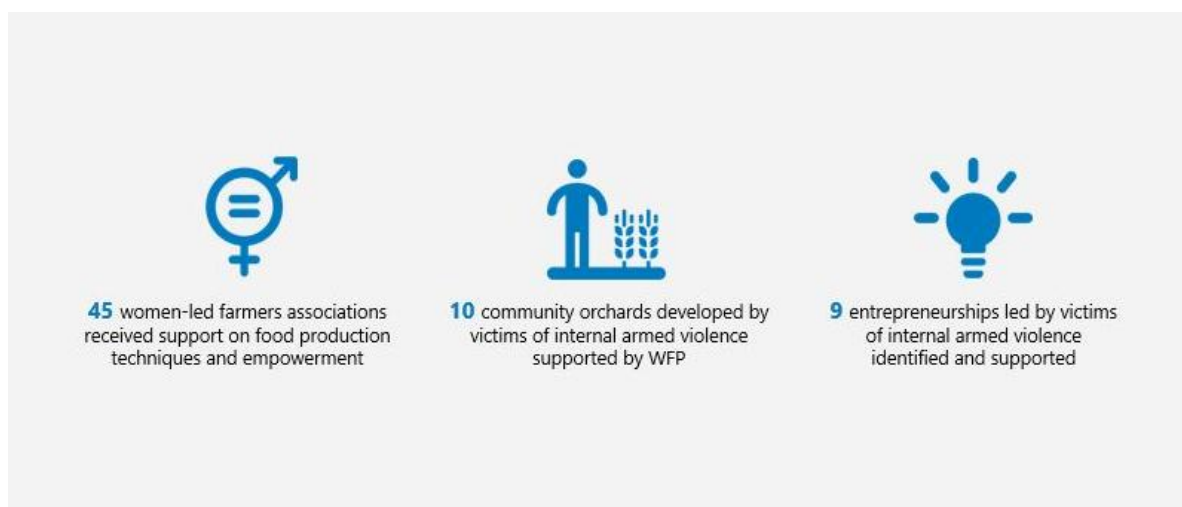 45 women-led farmers associations
received support on food production
techniques and empowerment
10 community orchards developed by
victims of internal armed violence
supported by WFP
9 entrepreneurships led by victims
of internal armed violence
identified and supported